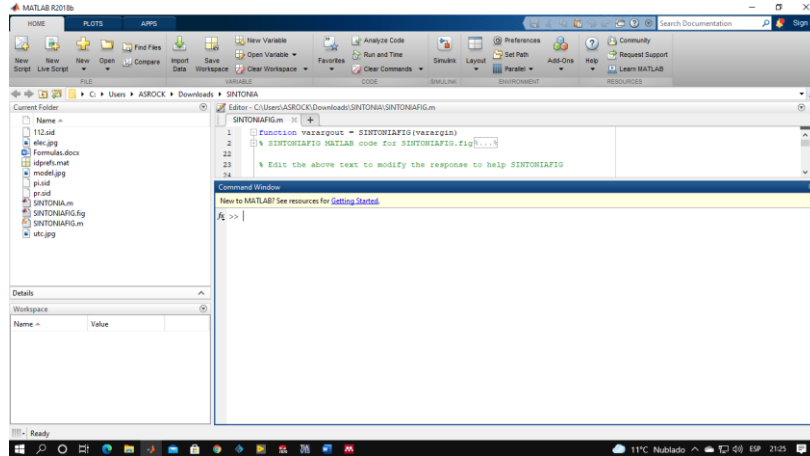 MATLAB R2018b
HOME PLOTS APPS Search Documentation Sign
New Script New Live Script New Open Find Files Compare Import Data Save Workspace New Variable Open Variable Clear Workspace Favorites Analyze Code Run and Time Clear Commands Simulink Layout Preferences Set Path Parallel Add-Ons Help Community Request Support Learn MATLAB
FILE VARIABLE CODE SIMULINK ENVIRONMENT RESOURCES
C: Users ASROCK Downloads SINTONIA
Current Folder
Name
112.sid
elec.jpg
Formulas.docx
idprefs.mat
model.jpg
pi.sid
pr.sid
SINTONIA.m
SINTONIAFIG.fig
SINTONIAFIG.m
utc.jpg
Details
Workspace
Name Value
Editor - C:\Users\ASROCK\Downloads\SINTONIA\SINTONIAFIG.m
SINTONIAFIG.m
1 function varargout = SINTONIAFIG(varargin)
2 % SINTONIAFIG MATLAB code for SINTONIAFIG.fig%...%
22
23 % Edit the above text to modify the response to help SINTONIAFIG
24
Command Window
New to MATLAB? See resources for Getting Started.
fx >>
Ready
11°C Nublado ESP 21:25